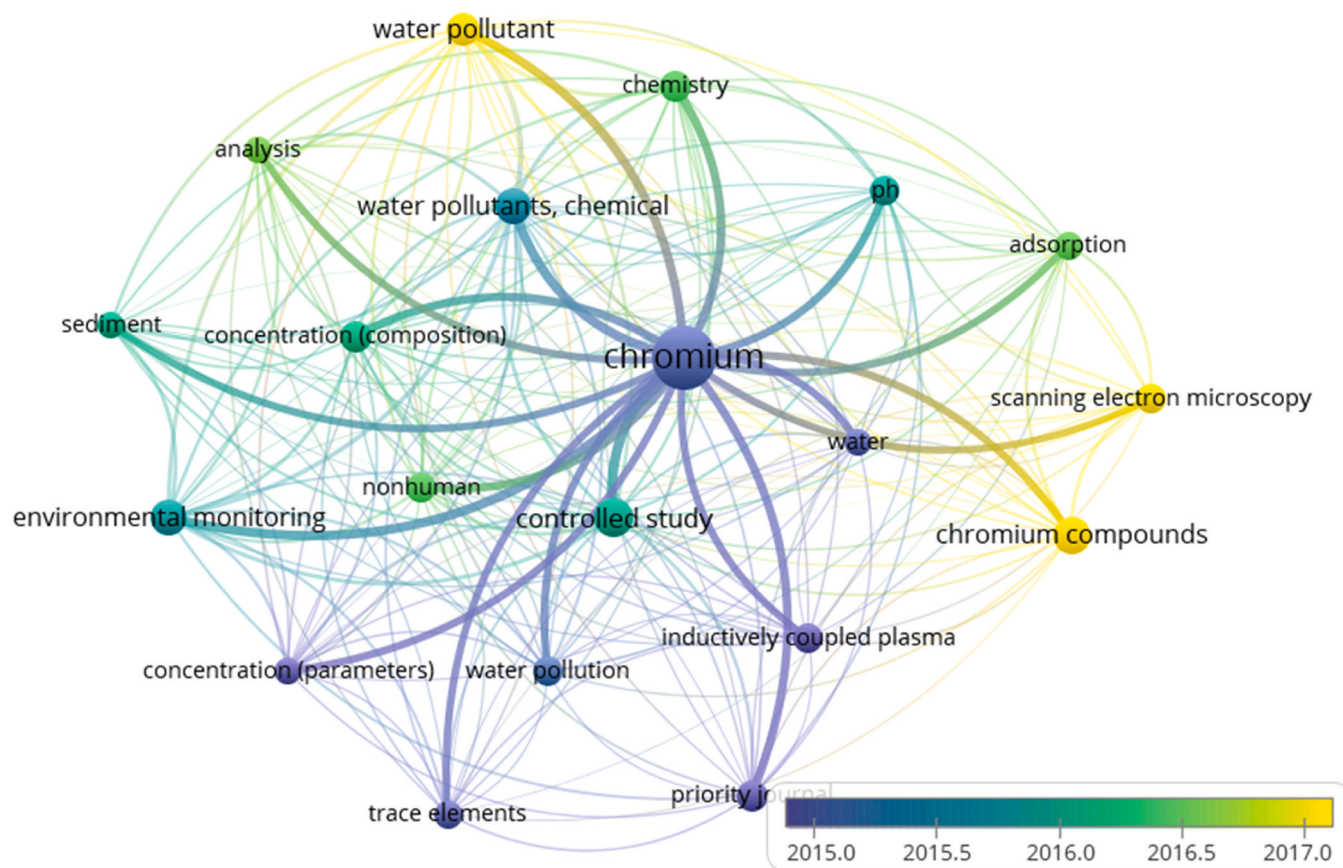 water pollutant
chemistry
analysis
ph
water pollutants, chemical
adsorption
sediment
concentration (composition)
chromium
scanning electron microscopy
water
nonhuman
environmental monitoring
controlled study
chromium compounds
inductively coupled plasma
concentration (parameters)
water pollution
priority journal
trace elements
2015.0 2015.5 2016.0 2016.5 2017.0